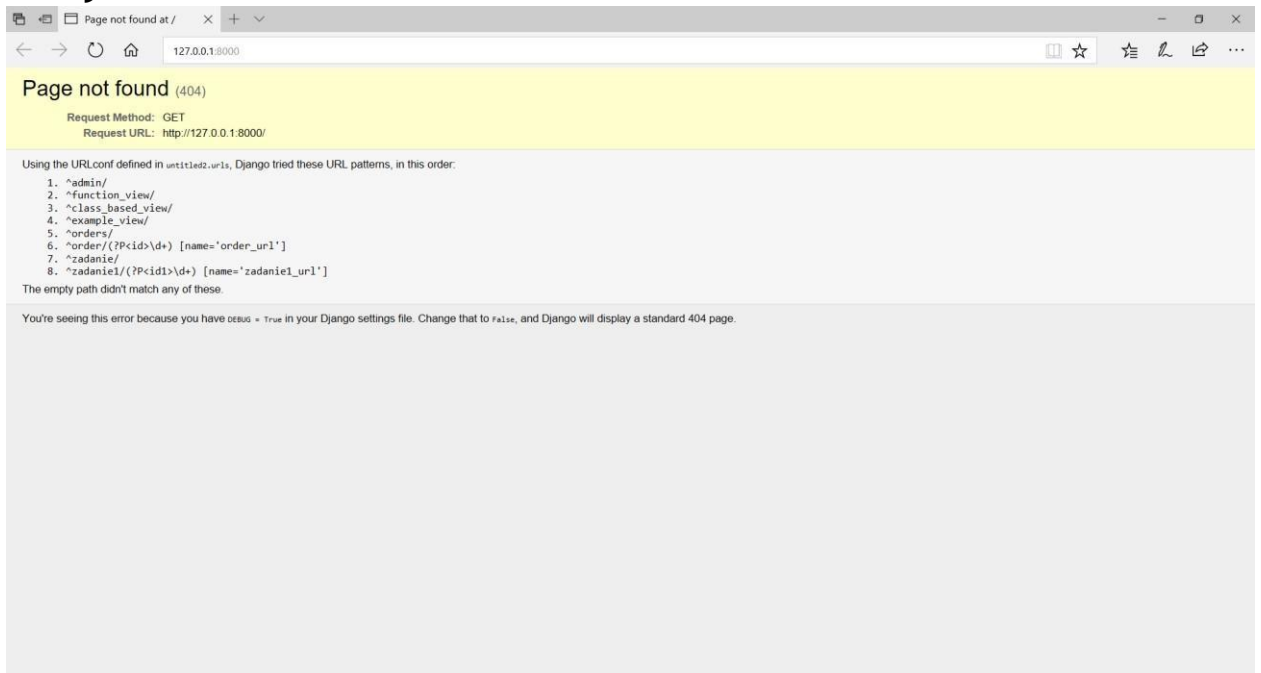 Page not found at /
127.0.0.1:8000
Page not found (404)
Request Method: GET
Request URL: http://127.0.0.1:8000/
Using the URLconf defined in untitled2.urls, Django tried these URL patterns, in this order:
1. ^admin/
2. ^function_view/
3. ^class_based_view/
4. ^example_view/
5. ^orders/
6. ^order/(?P<id>\d+) [name='order_url']
7. ^zadanie/
8. ^zadanie1/(?P<id1>\d+) [name='zadanie1_url']
The empty path didn't match any of these.
You're seeing this error because you have DEBUG = True in your Django settings file. Change that to False, and Django will display a standard 404 page.